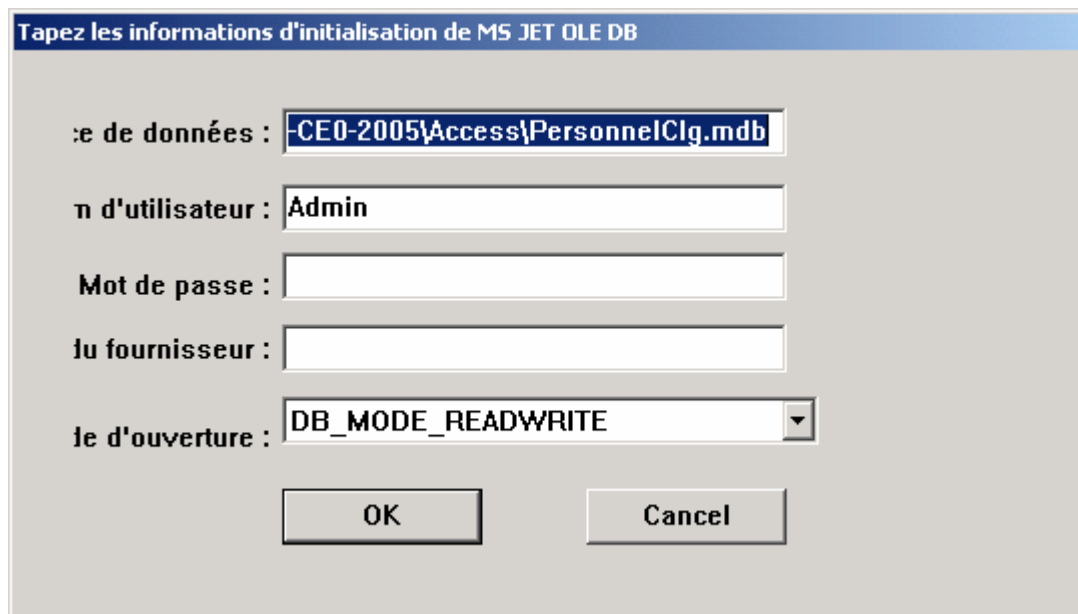 Tapez les informations d'initialisation de MS JET OLE DB
:e de données : -CE0-2005\Access\PersonnelClg.mdb
n d'utilisateur : Admin
Mot de passe :
du fournisseur :
de d'ouverture : DB_MODE_READWRITE
OK Cancel